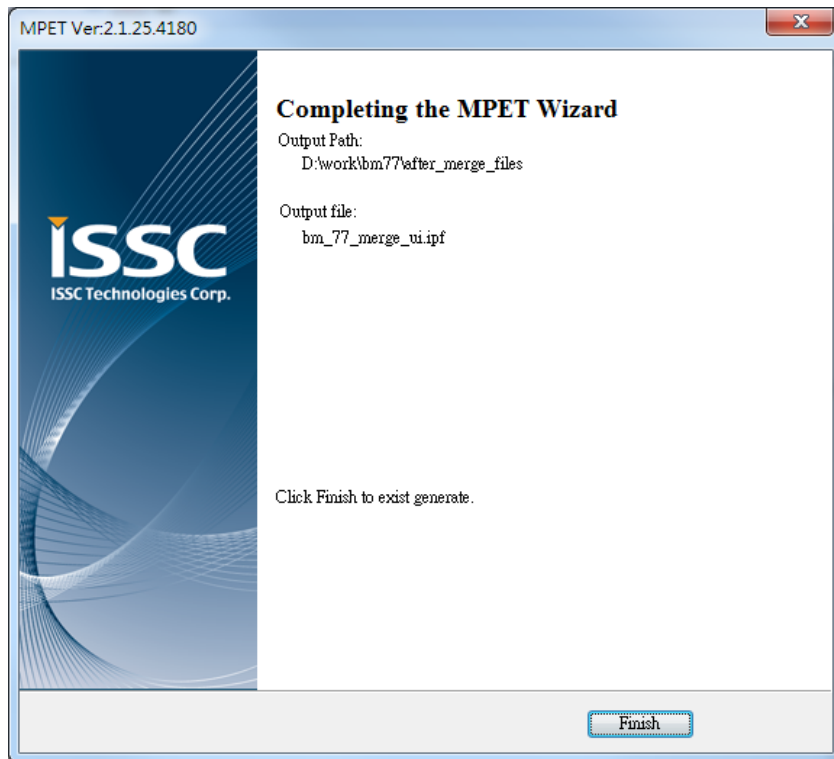 MPET Ver:2.1.25.4180
Completing the MPET Wizard
Output Path:
D:\work\bm77\after_merge_files
Output file:
bm_77_merge_ui.ipf
ISSC
ISSC Technologies Corp.
Click Finish to exist generate.
Finish